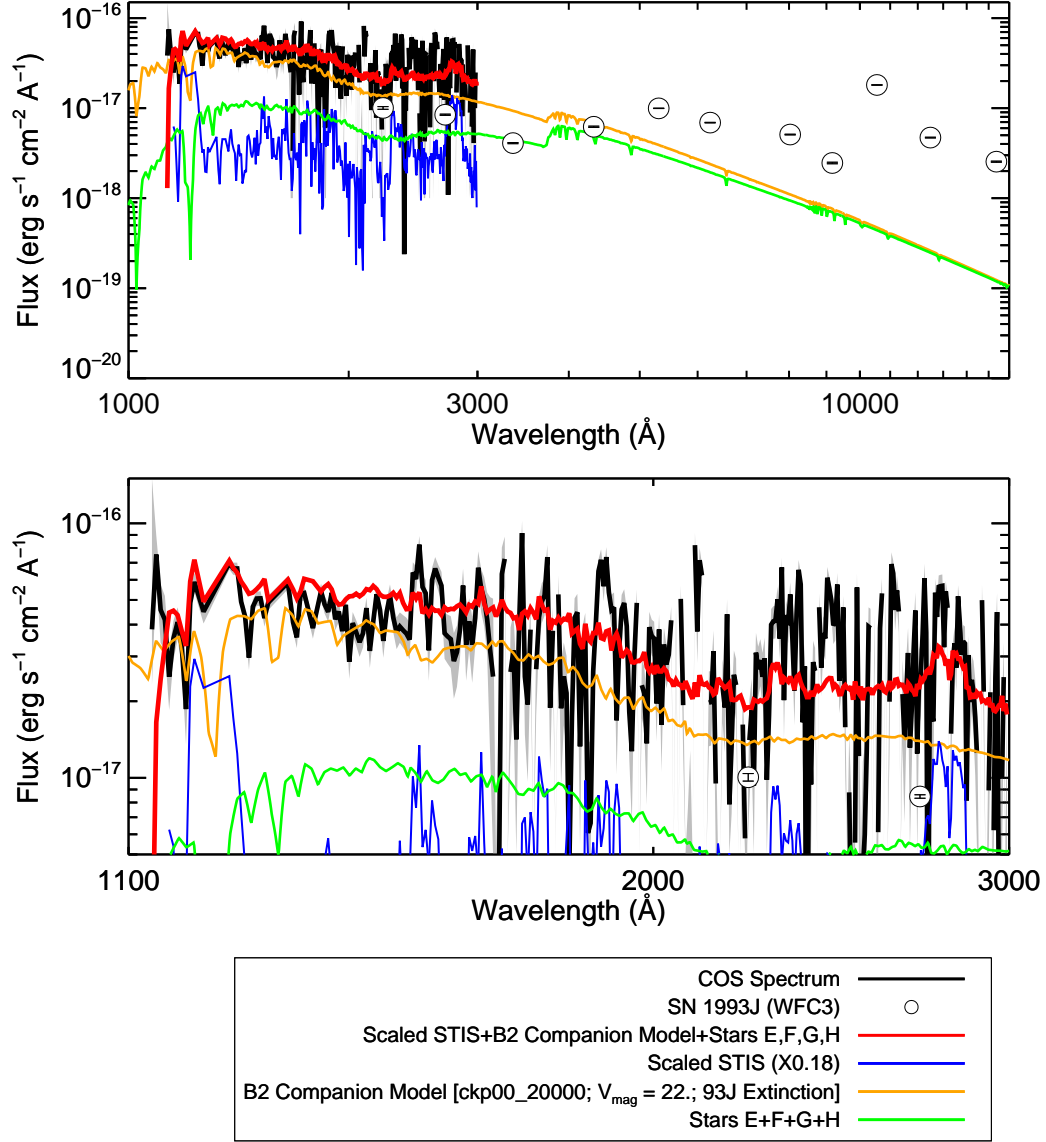 10⁻¹⁶
10⁻¹⁷
10⁻¹⁸
10⁻¹⁹
10⁻²⁰
Flux (erg s⁻¹ cm⁻² A⁻¹)
1000 3000 10000
Wavelength (Å)
10⁻¹⁶
10⁻¹⁷
Flux (erg s⁻¹ cm⁻² A⁻¹)
1100 2000 3000
Wavelength (Å)
COS Spectrum
SN 1993J (WFC3)
Scaled STIS+B2 Companion Model+Stars E,F,G,H
Scaled STIS (X0.18)
B2 Companion Model [ckp00_20000; V_mag = 22.; 93J Extinction]
Stars E+F+G+H